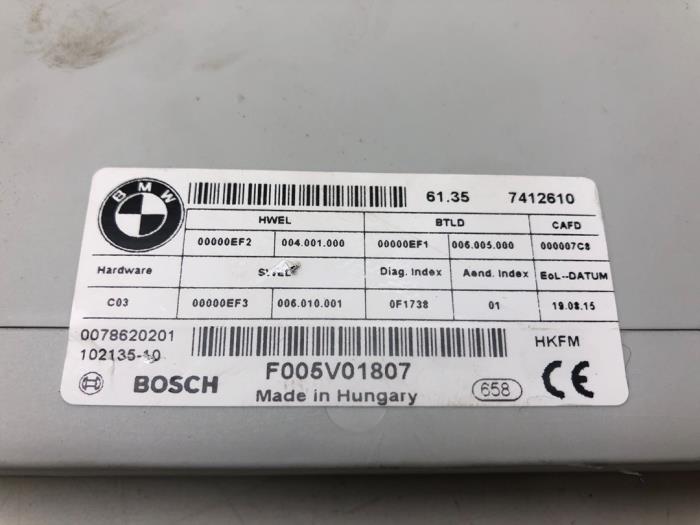 BMW
61.35 7412610
HWEL BTLD CAFD
00000EF2 004.001.000 00000EF1 006.005.000 000007C8
Hardware SWEL Diag. Index Aend. Index EoL--DATUM
C03 00000EF3 006.010.001 0F1738 01 19.08.15
0078620201
102135-10
HKFM
BOSCH
F005V01807
Made in Hungary
658
CE